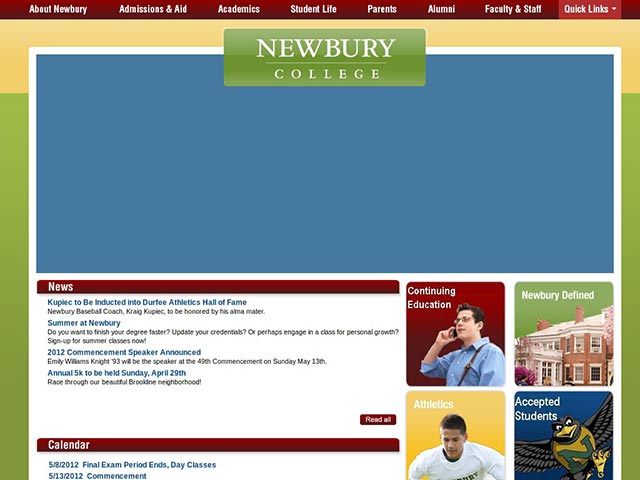 About Newbury Admissions & Aid Academics Student Life Parents Alumni Faculty & Staff Quick Links
NEWBURY
COLLEGE
News
Kupiec to Be Inducted into Durfee Athletics Hall of Fame
Newbury Baseball Coach, Kraig Kupiec, to be honored by his alma mater.
Summer at Newbury
Do you want to finish your degree faster? Update your credentials? Or perhaps engage in a class for personal growth?
Sign-up for summer classes now!
2012 Commencement Speaker Announced
Emily Williams Knight '93 will be the speaker at the 49th Commencement on Sunday May 13th.
Annual 5k to be held Sunday, April 29th
Race through our beautiful Brookline neighborhood!
Read all
Calendar
5/8/2012 Final Exam Period Ends, Day Classes
5/13/2012 Commencement
Continuing
Education
Newbury Defined
Athletics
NEWBURY
Accepted
Students